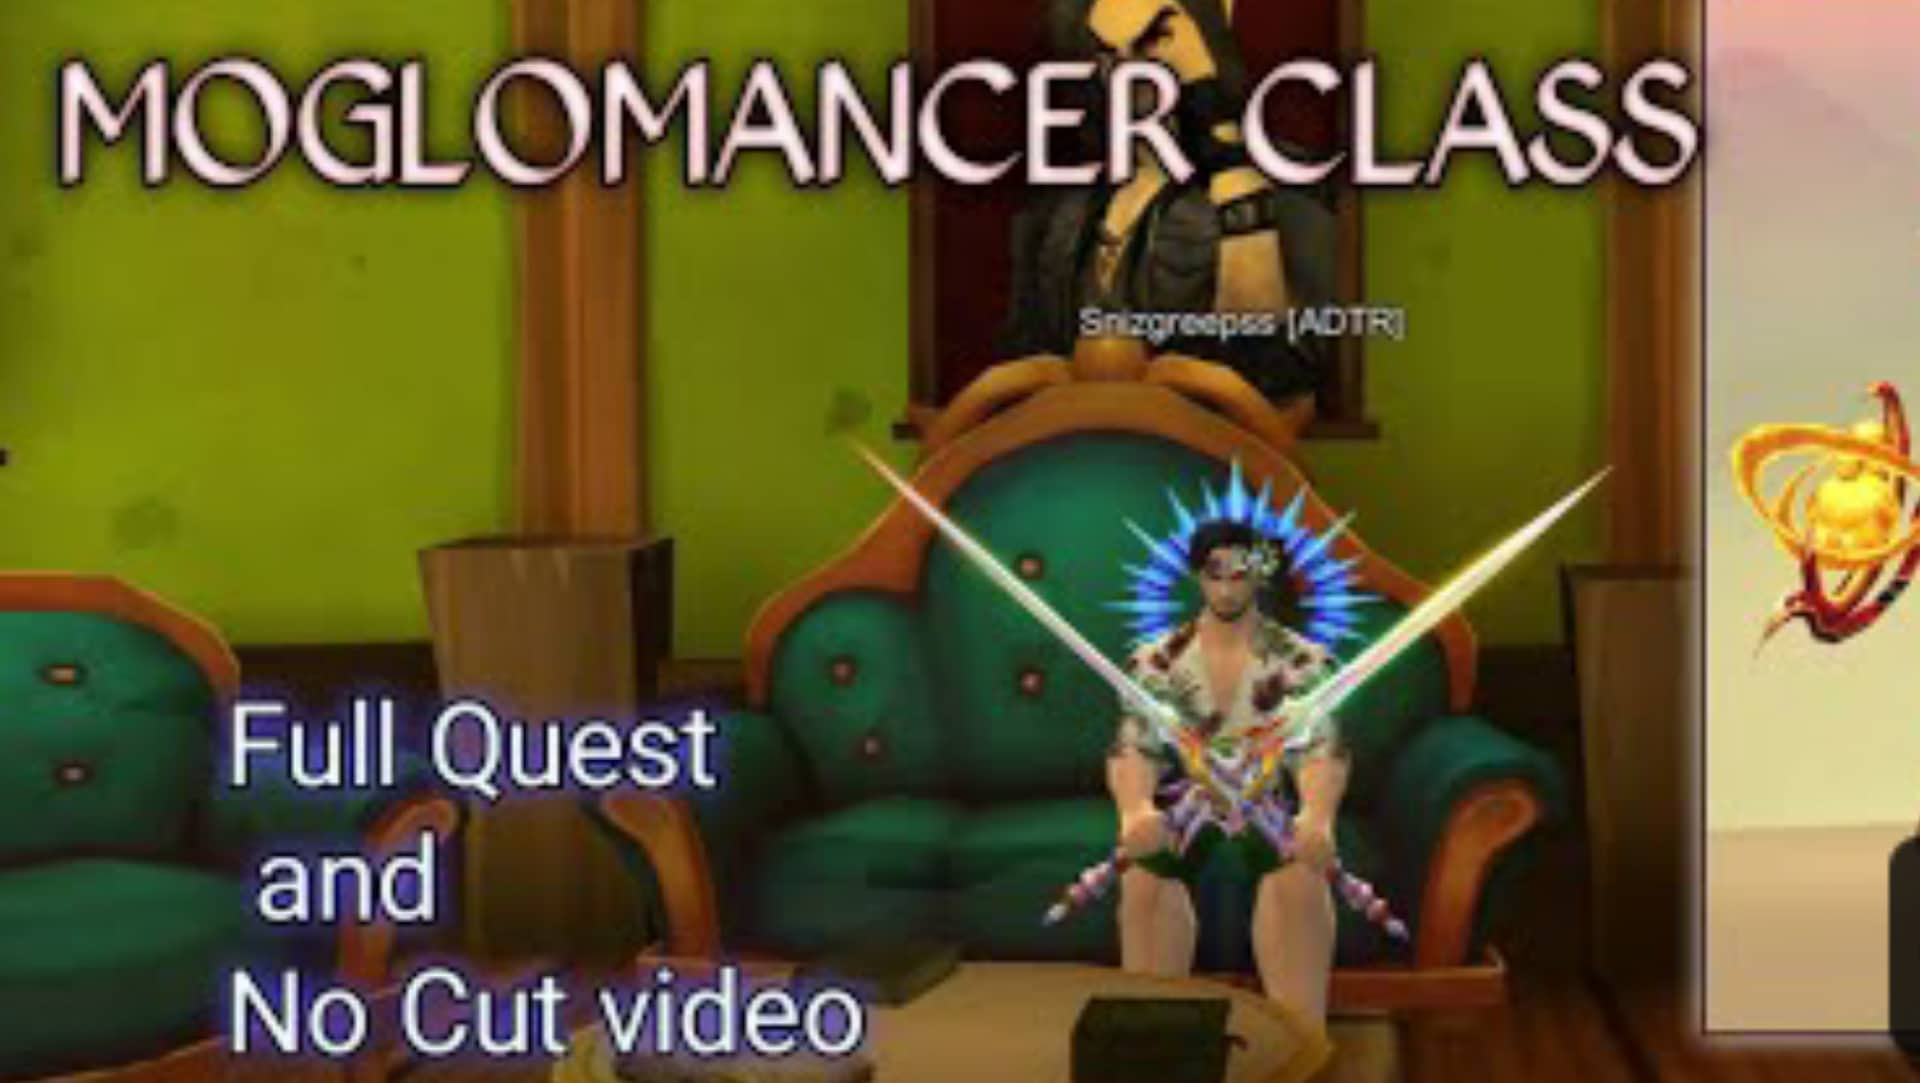 MOGLOMANCER CLASS
Snizgreepss [ADTR]
Full Quest
and
No Cut video